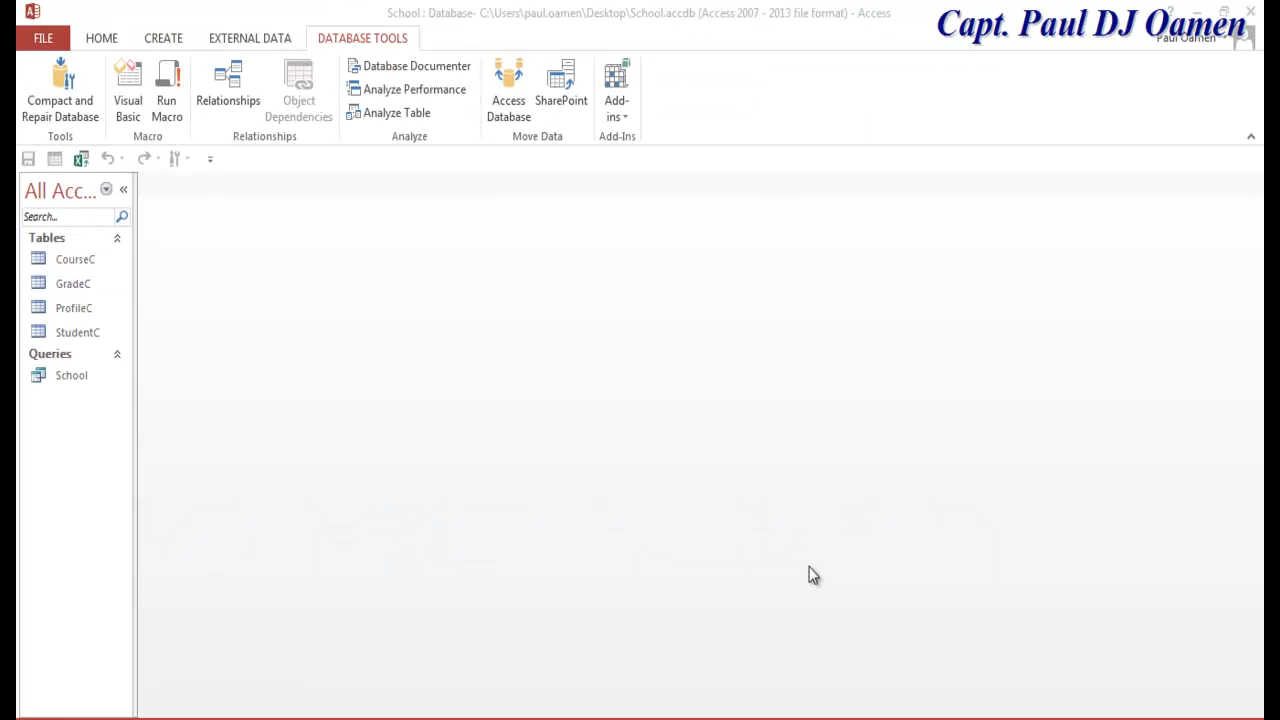 School : Database- C:\Users\paul.oamen\Desktop\School.accdb (Access 2007 - 2013 file format) - Access
Capt. Paul DJ Oamen
FILE HOME CREATE EXTERNAL DATA DATABASE TOOLS
Paul Oamen
Compact and
Repair Database
Visual
Basic
Run
Macro
Relationships
Object
Dependencies
Database Documenter
Analyze Performance
Analyze Table
Access
Database
SharePoint
Add-
ins
Tools Macro Relationships Analyze Move Data Add-Ins
All Acc...
Search...
Tables
CourseC
GradeC
ProfileC
StudentC
Queries
School